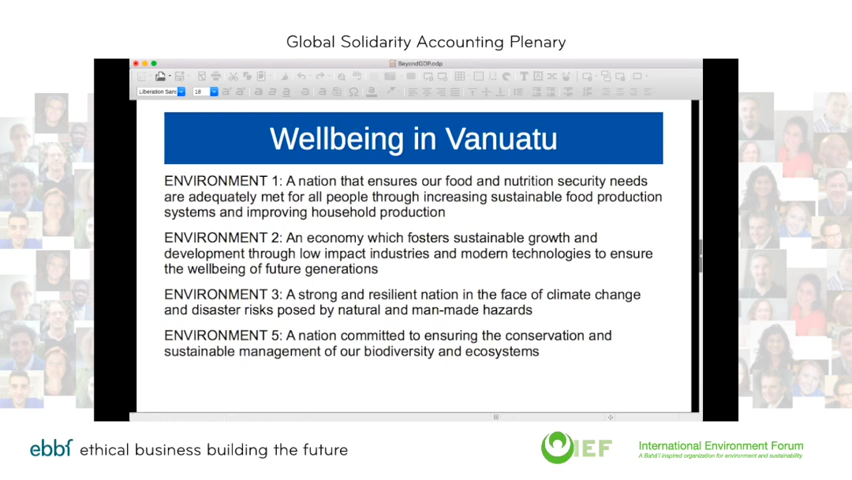 Global Solidarity Accounting Plenary
BeyondGDP.odp
Liberation Sans
18
Wellbeing in Vanuatu
ENVIRONMENT 1: A nation that ensures our food and nutrition security needs
are adequately met for all people through increasing sustainable food production
systems and improving household production
ENVIRONMENT 2: An economy which fosters sustainable growth and
development through low impact industries and modern technologies to ensure
the wellbeing of future generations
ENVIRONMENT 3: A strong and resilient nation in the face of climate change
and disaster risks posed by natural and man-made hazards
ENVIRONMENT 5: A nation committed to ensuring the conservation and
sustainable management of our biodiversity and ecosystems
ebbf ethical business building the future
IEF
International Environment Forum
A Bahá'í inspired organization for environment and sustainability